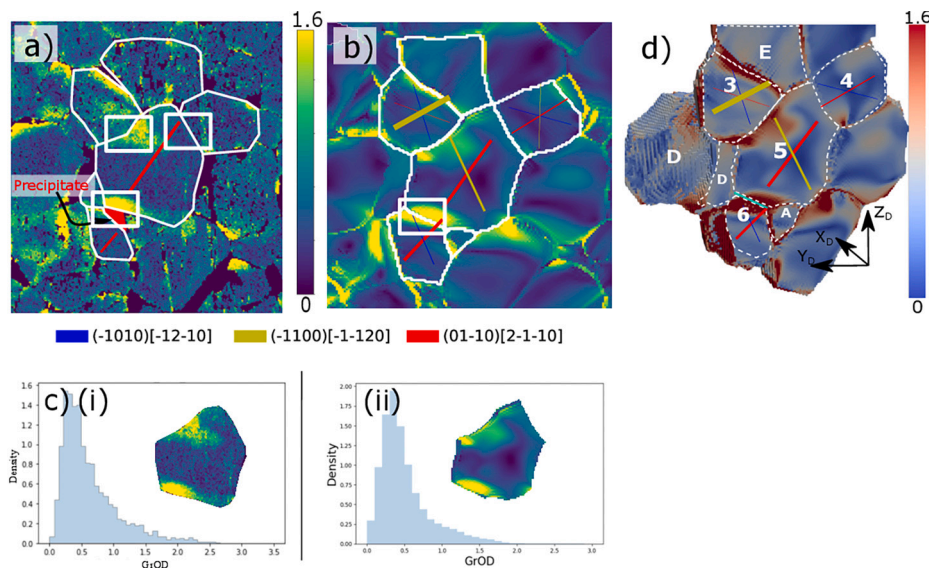 a)
1.6
b)
d)
1.6
E
3
4
D
5
D
Precipitate
6
A
Z_D
X_D
Y_D
0
0
(-1010)[-12-10]
(-1100)[-1-120]
(01-10)[2-1-10]
c) (i)
(ii)
1.6
1.4
1.2
1.0
0.8
0.6
0.4
0.2
0.0
Density
0.0 0.5 1.0 1.5 2.0 2.5 3.0 3.5
GrOD
2.00
1.75
1.50
1.25
1.00
0.75
0.50
0.25
0.00
Density
0.0 0.5 1.0 1.5 2.0 2.5 3.0
GrOD